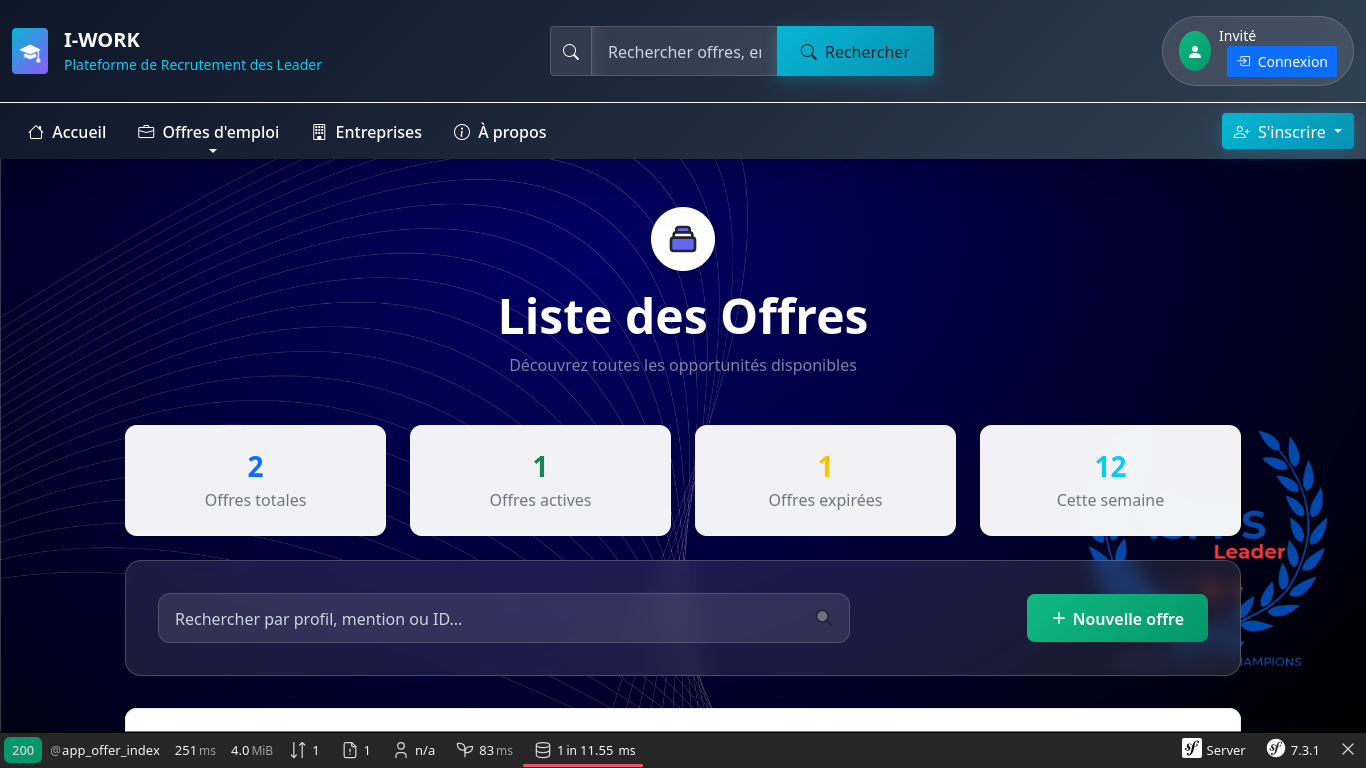 I-WORK
Plateforme de Recrutement des Leader
Rechercher offres, e
Rechercher
Invité
Connexion
Accueil
Offres d'emploi
Entreprises
À propos
S'inscrire
Liste des Offres
Découvrez toutes les opportunités disponibles
2
Offres totales
1
Offres actives
1
Offres expirées
12
Cette semaine
Leader
Rechercher par profil, mention ou ID...
+ Nouvelle offre
200
@app_offer_index
251 ms
4.0 MiB
1
1
n/a
83 ms
1 in 11.55 ms
Server
7.3.1